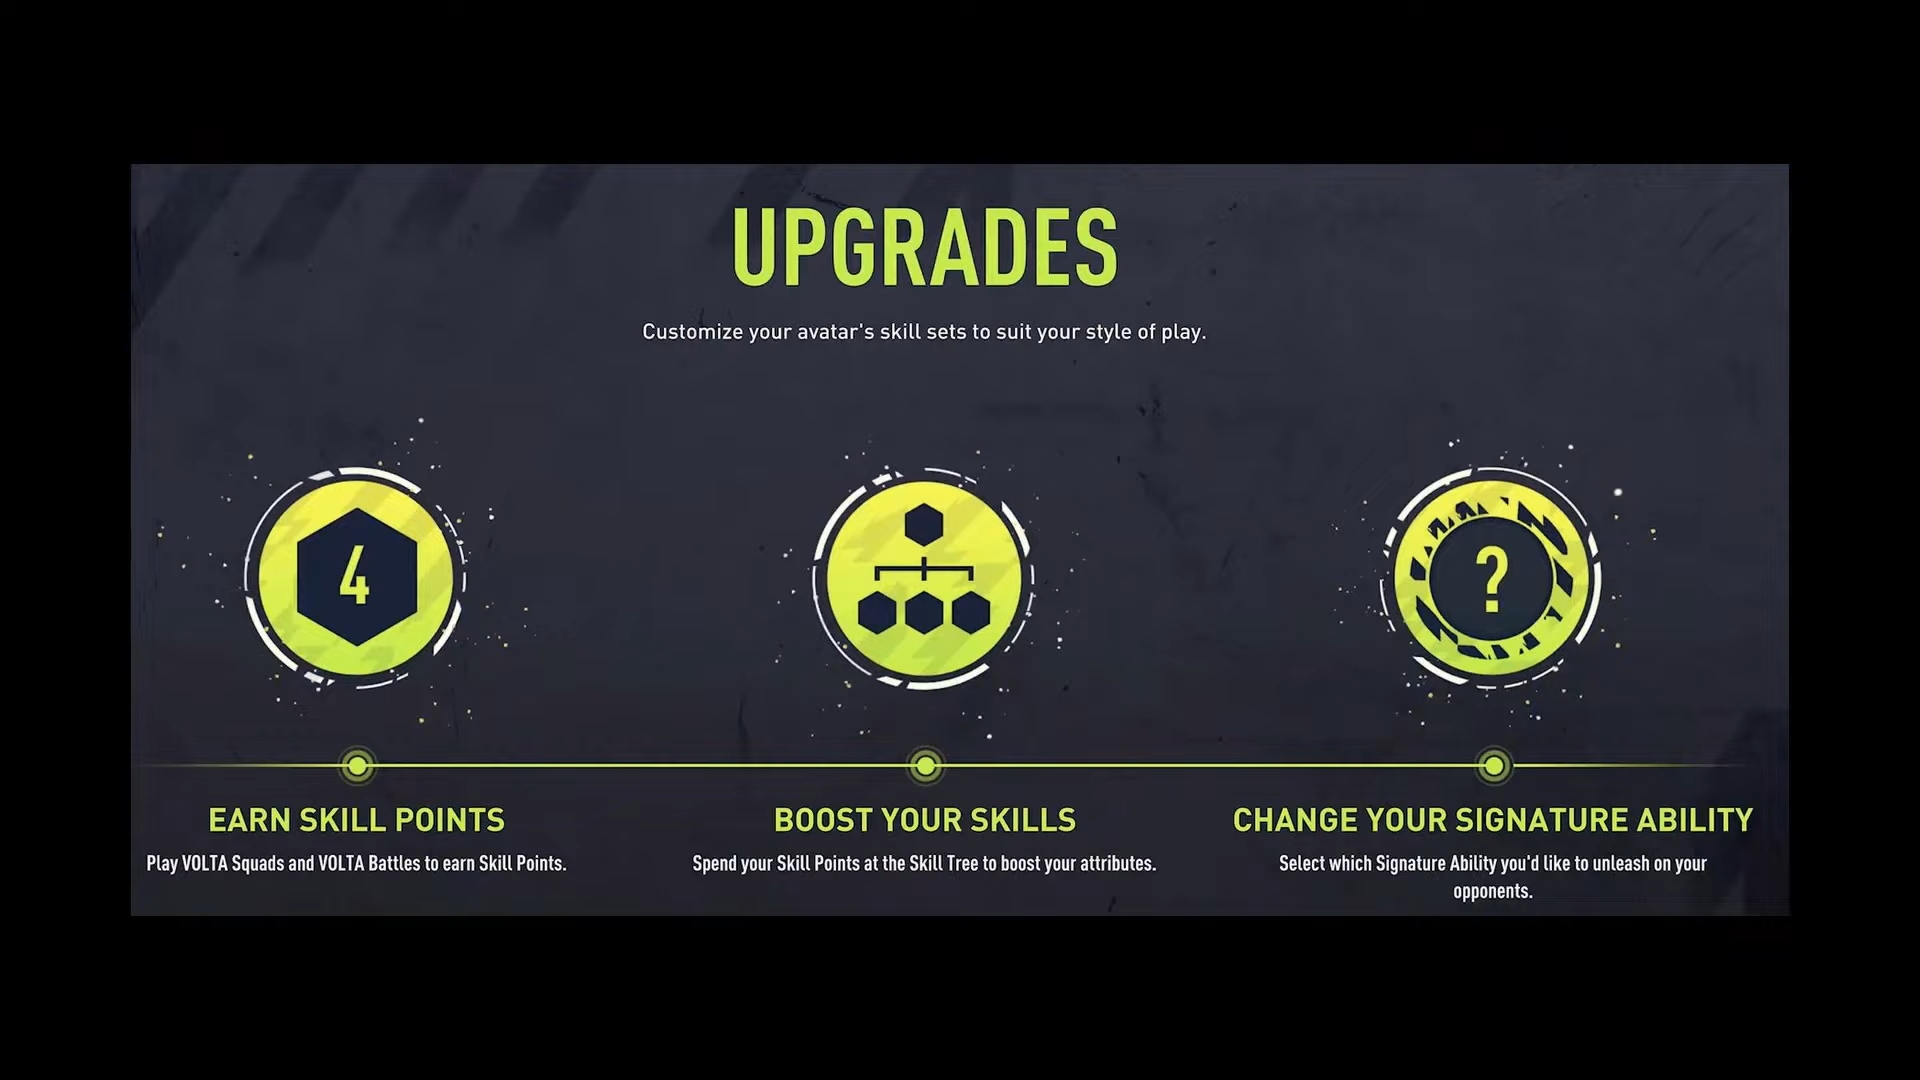 UPGRADES
Customize your avatar's skill sets to suit your style of play.
4
?
EARN SKILL POINTS
Play VOLTA Squads and VOLTA Battles to earn Skill Points.
BOOST YOUR SKILLS
Spend your Skill Points at the Skill Tree to boost your attributes.
CHANGE YOUR SIGNATURE ABILITY
Select which Signature Ability you'd like to unleash on your
opponents.